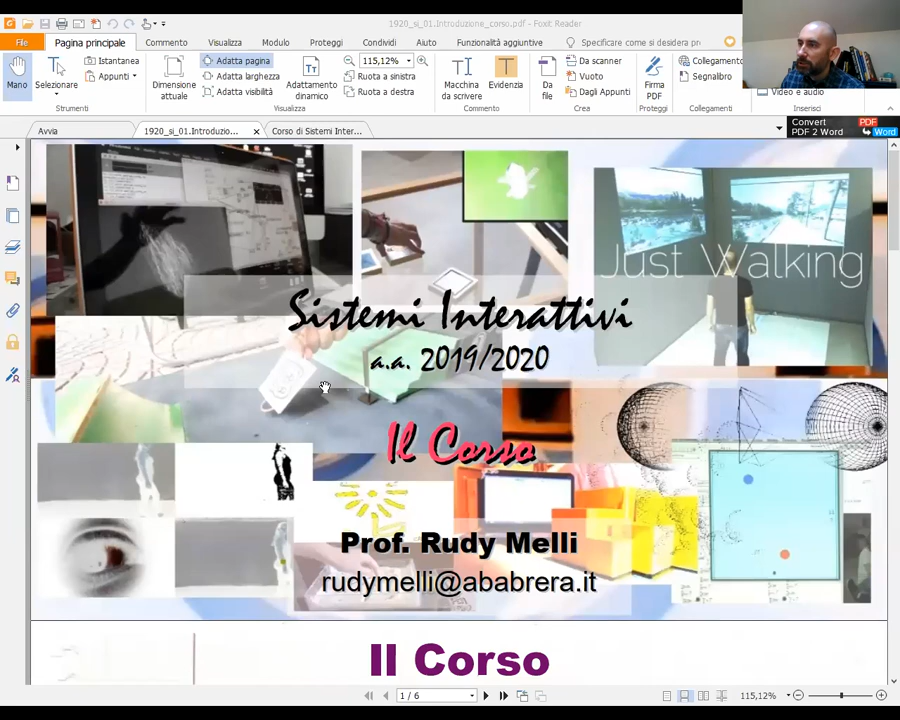 1920_si_01.Introduzione_corso.pdf - Foxit Reader
File
Pagina principale
Commento
Visualizza
Modulo
Proteggi
Condividi
Aiuto
Funzionalità aggiuntive
Specificare come si desidera pr
Mano
Selezionare
Istantanea
Appunti
Strumenti
Dimensione
attuale
Adatta pagina
Adatta larghezza
Adatta visibilità
Adattamento
dinamico
115,12%
Ruota a sinistra
Ruota a destra
Visualizza
Macchina
da scrivere
Evidenzia
Commento
Da
file
Da scanner
Vuoto
Dagli Appunti
Crea
Firma
PDF
Proteggi
Collegamento
Segnalibro
Collegamenti
Video e audio
Inserisci
Avvia
1920_si_01.Introduzio...
Corso di Sistemi Inter...
Convert
PDF 2 Word
PDF
Word
Just Walking
Sistemi Interattivi
a.a. 2019/2020
Il Corso
Prof. Rudy Melli
rudymelli@ababrera.it
Il Corso
1 / 6
115,12%